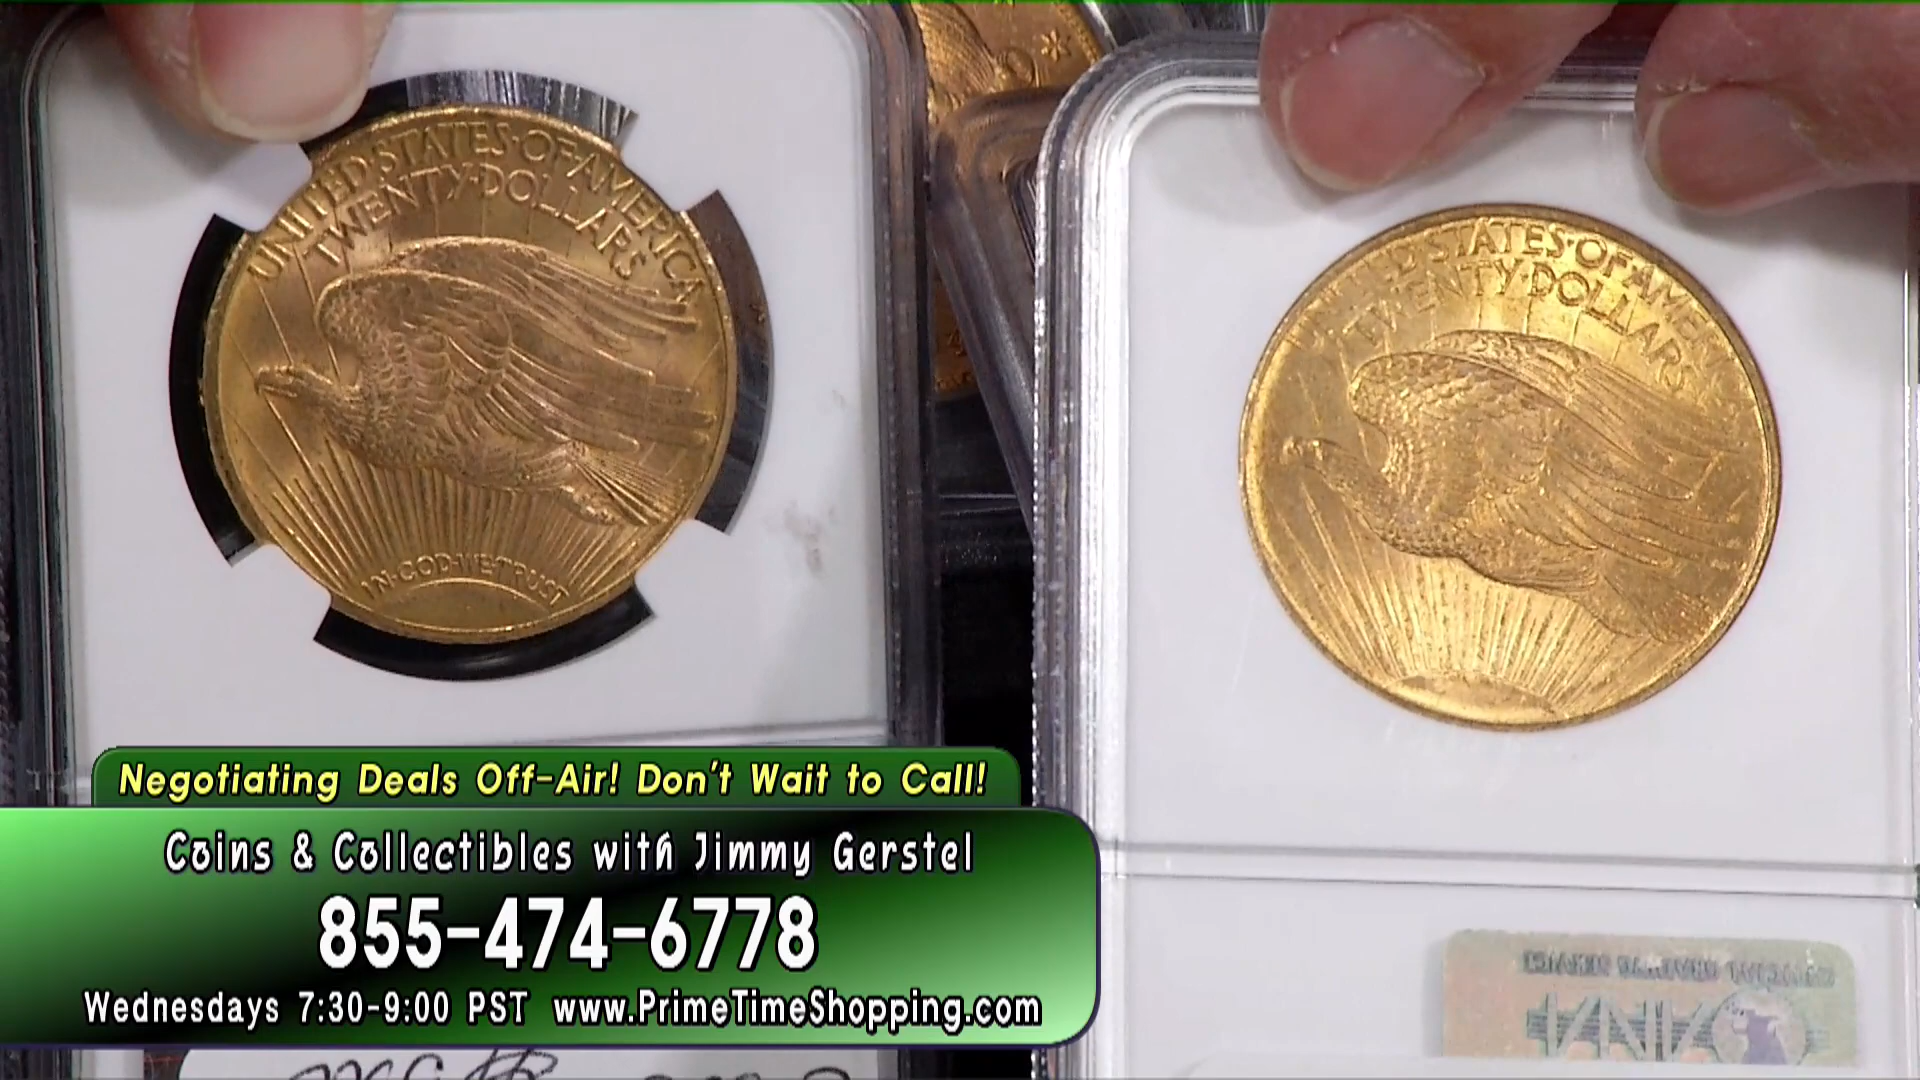 UNITED·STATES·OF·AMERICA
TWENTY·DOLLARS
IN·GOD·WE·TRUST
UNITED·STATES·OF·AMERICA
TWENTY·DOLLARS
Negotiating Deals Off-Air! Don't Wait to Call!
Coins & Collectibles with Jimmy Gerstel
855-474-6778
Wednesdays 7:30-9:00 PST www.PrimeTimeShopping.com